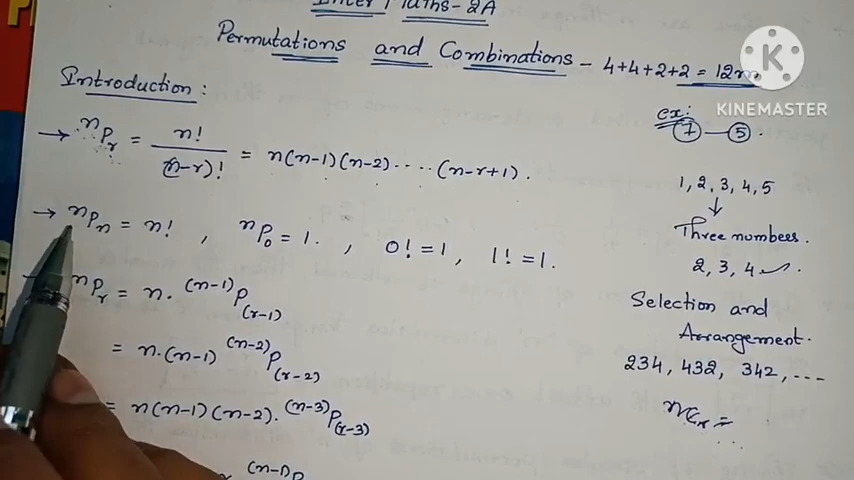 Inter Maths-2A
Permutations and Combinations - 4+4+2+2 = 12m
KINEMASTER
Introduction :
→ nPr = n! / (n-r)! = n(n-1)(n-2)....(n-r+1).
→ nPn = n! , nP0 = 1. , 0! = 1 , 1! = 1.
nPr = n. (n-1)P(r-1)
= n.(n-1) (n-2)P(r-2)
= n(n-1)(n-2). (n-3)P(r-3)
(n-1)P
ex:
7 — 5.
1, 2, 3, 4, 5
↓
Three numbers.
2, 3, 4 .
Selection and
Arrangement.
234, 432, 342, ...
nCr =